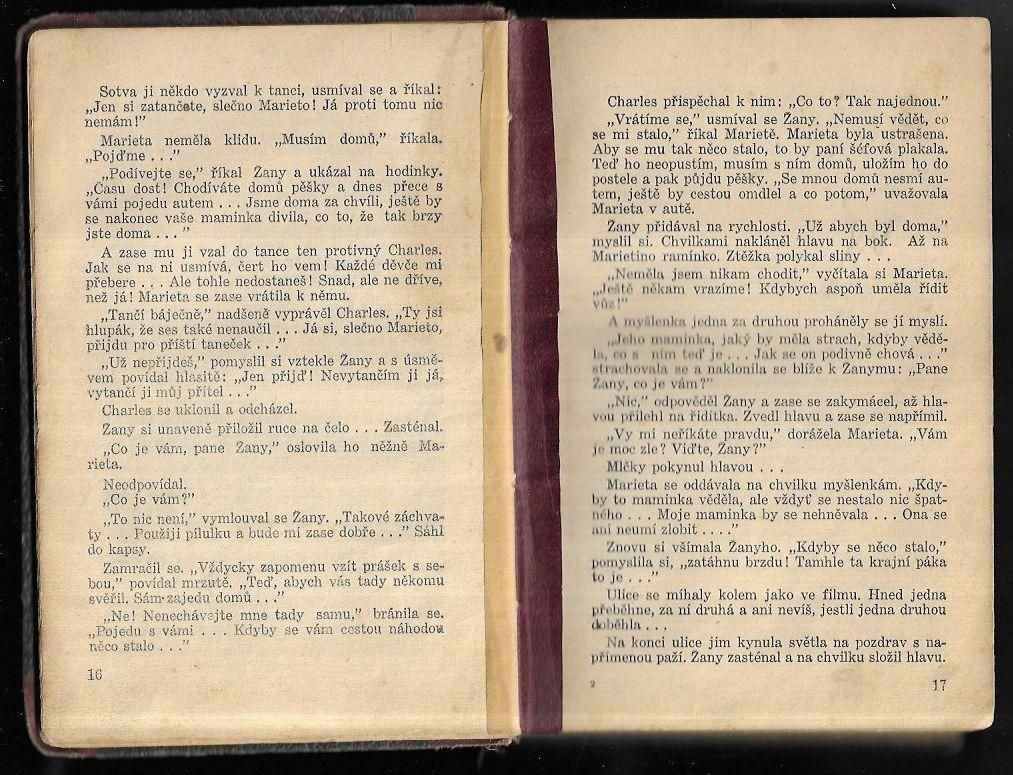 Sotva ji někdo vyzval k tanci, usmíval se a říkal:
„Jen si zatančete, slečno Marieto! Já proti tomu nic
nemám!"
Marieta neměla klidu. „Musím domů," říkala.
„Pojďme . . ."
„Podívejte se," říkal Žany a ukázal na hodinky.
„Času dost! Chodíváte domů pěšky a dnes přece s
vámi pojedu autem . . . Jsme doma za chvíli, ještě by
se nakonec vaše maminka divila, co to, že tak brzy
jste doma . . . "
A zase mu ji vzal do tance ten protivný Charles.
Jak se na ni usmívá, čert ho vem! Každé děvče mi
přebere . . . Ale tohle nedostaneš! Snad, ale ne dříve,
než já! Marieta se zase vrátila k němu.
„Tančí báječně," nadšeně vyprávěl Charles. „Ty jsi
hlupák, že ses také nenaučil . . . Já si, slečno Marieto,
přijdu pro příští taneček . . ."
„Už nepřijdeš," pomyslil si vztekle Žany a s úsmě-
vem povídal hlasitě: „Jen přijď! Nevytančím ji já,
vytančí ji můj přítel . . ."
Charles se uklonil a odcházel.
Žany si unaveně přiložil ruce na čelo . . . Zasténal.
„Co je vám, pane Žany," oslovila ho něžně Ma-
rieta.
Neodpovídal.
„Co je vám?"
„To nic není," vymlouval se Žany. „Takové záchva-
ty . . . Použiji pilulku a bude mi zase dobře . . ." Sáhl
do kapsy.
Zamračil se. „Vždycky zapomenu vzít prášek s se-
bou," povídal mrzutě. „Teď, abych vás tady někomu
svěřil. Sám zajedu domů . . ."
„Ne! Nenechávejte mne tady samu," bránila se.
„Pojedu s vámi . . . Kdyby se vám cestou náhodou
něco stalo . . ."
16
Charles přispěchal k nim: „Co to? Tak najednou."
„Vrátíme se," usmíval se Žany. „Nemusí vědět, co
se mi stalo," říkal Marietě. Marieta byla ustrašena.
Aby se mu tak něco stalo, to by paní šéfová plakala.
Teď ho neopustím, musím s ním domů, uložím ho do
postele a pak půjdu pěšky. „Se mnou domů nesmí au-
tem, ještě by cestou omdlel a co potom," uvažovala
Marieta v autě.
Žany přidával na rychlosti. „Už abych byl doma,"
myslil si. Chvilkami nakláněl hlavu na bok. Až na
Marietino ramínko. Ztěžka polykal sliny . . .
„Neměla jsem nikam chodit," vyčítala si Marieta.
„Ještě někam vrazíme! Kdybych aspoň uměla řídit
vůz!"
A myšlenka jedna za druhou proháněly se jí myslí.
„Jeho maminka, jaký by měla strach, kdyby vědě-
la, co s ním teď je . . . Jak se on podivně chová . . ."
strachovala se a naklonila se blíže k Žanymu: „Pane
Žany, co je vám?"
„Nic," odpověděl Žany a zase se zakymácel, až hla-
vou přilehl na řidítka. Zvedl hlavu a zase se napřímil.
„Vy mi neříkáte pravdu," dorážela Marieta. „Vám
je moc zle? Viďte, Žany?"
Mlčky pokynul hlavou . . .
Marieta se oddávala na chvilku myšlenkám. „Kdy-
by to maminka věděla, ale vždyť se nestalo nic špat-
ného . . . Moje maminka by se nehněvala . . . Ona se
ani neumí zlobit . . . ."
Znovu si všímala Žanyho. „Kdyby se něco stalo,"
pomyslila si, „zatáhnu brzdu! Tamhle ta krajní páka
to je . . ."
Ulice se míhaly kolem jako ve filmu. Hned jedna
přeběhne, za ní druhá a ani nevíš, jestli jedna druhou
doběhla . . .
Na konci ulice jim kynula světla na pozdrav s na-
přímenou paží. Žany zasténal a na chvilku složil hlavu.
2
17